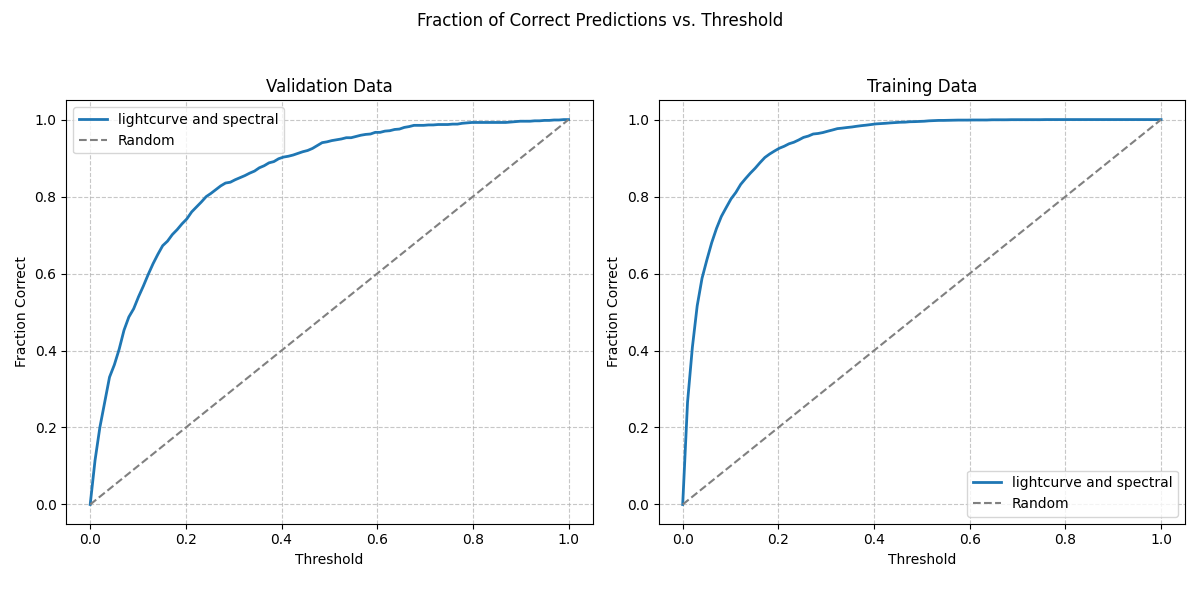 Fraction of Correct Predictions vs. Threshold
Validation Data
lightcurve and spectral
Random
1.0
0.8
0.6
0.4
0.2
0.0
Fraction Correct
0.0 0.2 0.4 0.6 0.8 1.0
Threshold
Training Data
1.0
0.8
0.6
0.4
0.2
0.0
Fraction Correct
lightcurve and spectral
Random
0.0 0.2 0.4 0.6 0.8 1.0
Threshold